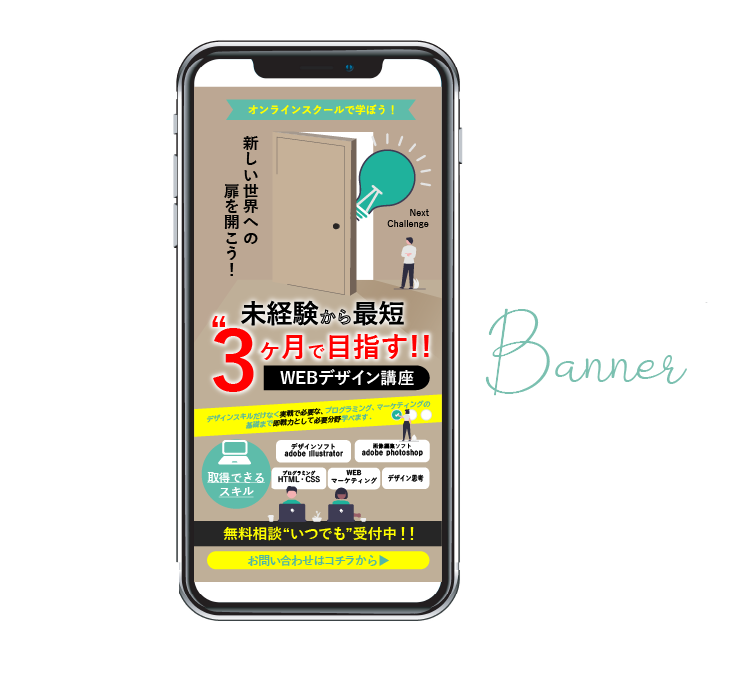 オンラインスクールで学ぼう！
新しい世界への
扉を開こう！
Next
Challenge
未経験から最短
“3ヶ月で目指す!!
WEBデザイン講座
デザインスキルだけなく実戦で必要な、プログラミング、マーケティングの
基礎まで即戦力として必要分野学べます.
取得できる
スキル
デザインソフト
adobe illustrator
画像編集ソフト
adobe photoshop
プログラミング
HTML・CSS
WEB
マーケティング
デザイン思考
無料相談“いつでも”受付中！！
お問い合わせはコチラから▶
Banner